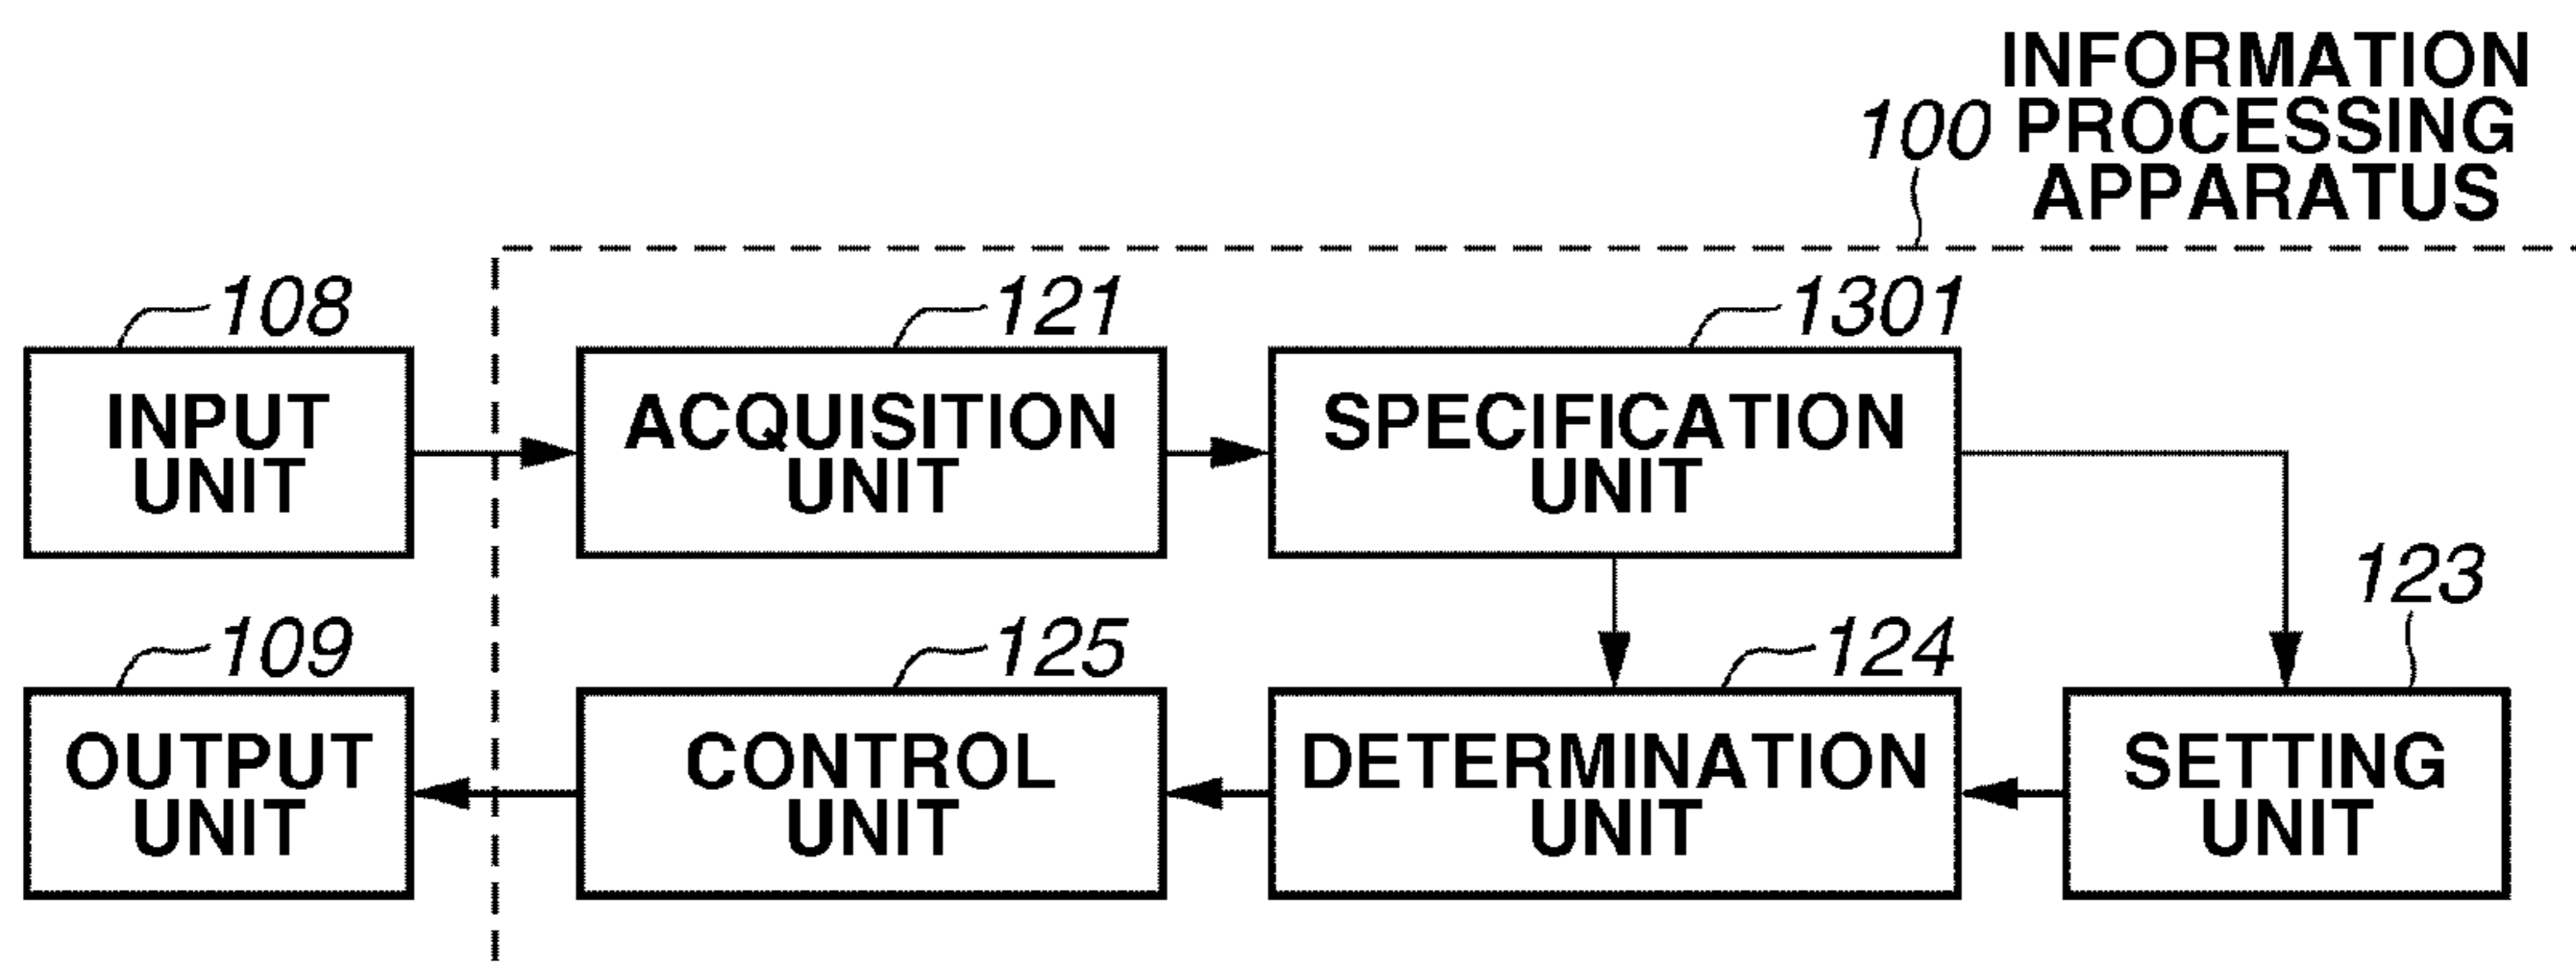 INFORMATION
100 PROCESSING
APPARATUS
108
121
1301
INPUT
UNIT
ACQUISITION
UNIT
SPECIFICATION
UNIT
123
109
125
124
OUTPUT
UNIT
CONTROL
UNIT
DETERMINATION
UNIT
SETTING
UNIT